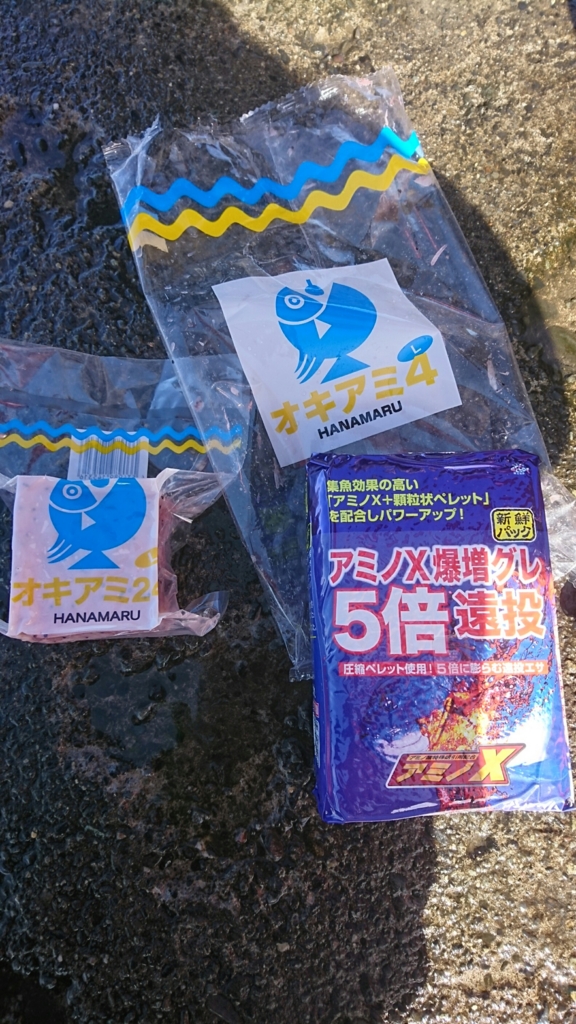 L
オキアミ4
HANAMARU
オキアミ2
HANAMARU
集魚効果の高い
「アミノX+顆粒状ペレット」
を配合しパワーアップ！
新鮮
パック
アミノX爆増グレ
5倍遠投
圧縮ペレット使用！5倍に膨らむ遠投エサ
アミノX